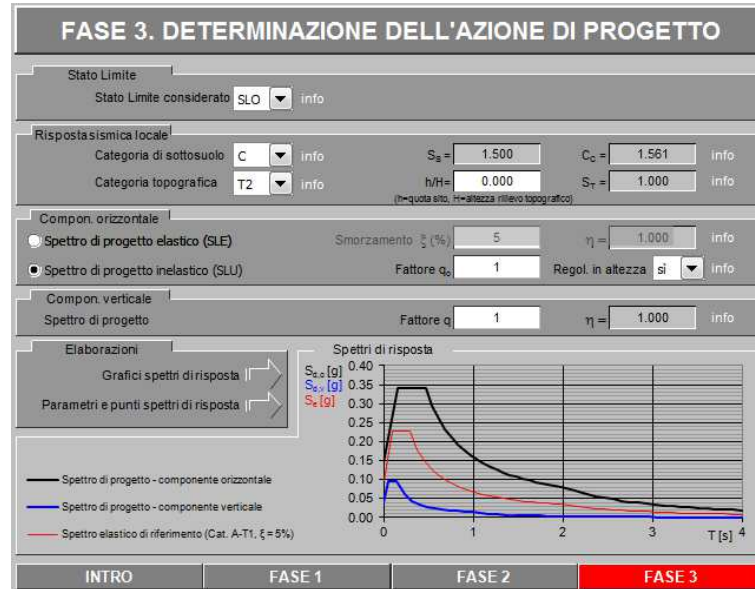 FASE 3. DETERMINAZIONE DELL'AZIONE DI PROGETTO
Stato Limite
Stato Limite considerato SLO info
Risposta sismica locale
Categoria di sottosuolo C info S_S = 1.500 C_C = 1.561 info
Categoria topografica T2 info h/H= 0.000 S_T = 1.000 info
(h=quota sito, H=altezza rilievo topografico)
Compon. orizzontale
Spettro di progetto elastico (SLE) Smorzamento ξ (%) 5 η = 1.000 info
Spettro di progetto inelastico (SLU) Fattore q_o 1 Regol. in altezza sì info
Compon. verticale
Spettro di progetto Fattore q 1 η = 1.000 info
Elaborazioni
Grafici spettri di risposta
Parametri e punti spettri di risposta
Spettri di risposta
S_d,o [g]
S_d,v [g]
S_e [g]
0.40
0.35
0.30
0.25
0.20
0.15
0.10
0.05
0.00
0 1 2 3 4
T [s]
Spettro di progetto - componente orizzontale
Spettro di progetto - componente verticale
Spettro elastico di riferimento (Cat. A-T1, ξ = 5%)
INTRO FASE 1 FASE 2 FASE 3